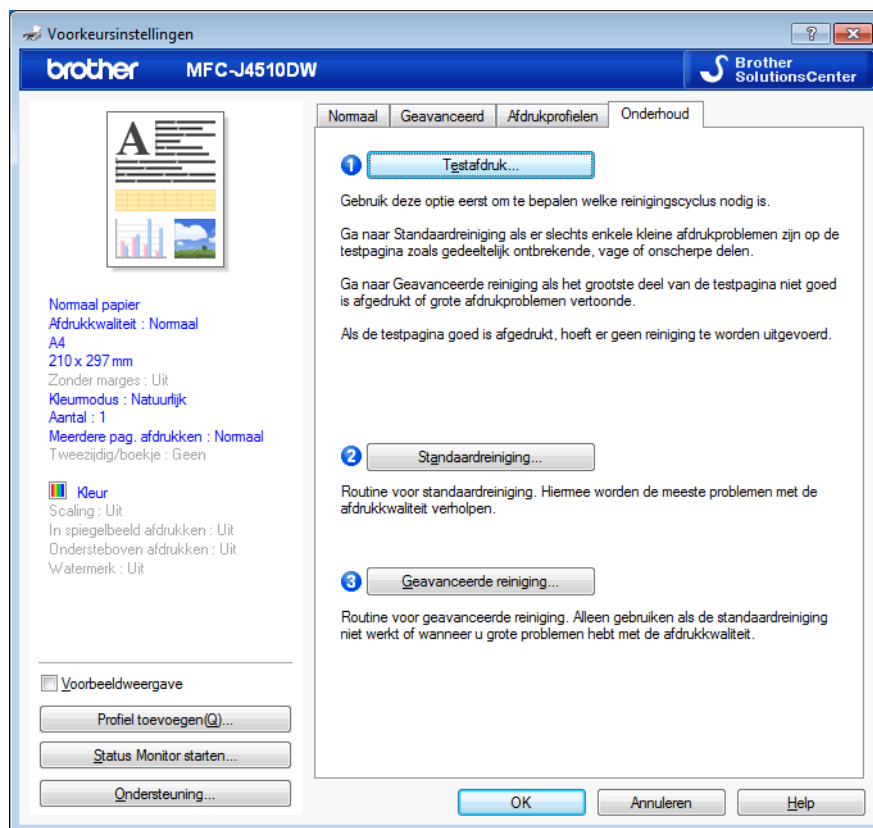 Voorkeursinstellingen
brother
MFC-J4510DW
Brother
SolutionsCenter
Normaal
Geavanceerd
Afdrukprofielen
Onderhoud
A
Normaal papier
Afdrukkwaliteit : Normaal
A4
210 x 297 mm
Zonder marges : Uit
Kleurmodus : Natuurlijk
Aantal : 1
Meerdere pag. afdrukken : Normaal
Tweezijdig/boekje : Geen
Kleur
Scaling : Uit
In spiegelbeeld afdrukken : Uit
Ondersteboven afdrukken : Uit
Watermerk : Uit
Voorbeeldweergave
Profiel toevoegen(Q)...
Status Monitor starten...
Ondersteuning...
1
Testafdruk...
Gebruik deze optie eerst om te bepalen welke reinigingscyclus nodig is.
Ga naar Standaardreiniging als er slechts enkele kleine afdrukproblemen zijn op de
testpagina zoals gedeeltelijk ontbrekende, vage of onscherpe delen.
Ga naar Geavanceerde reiniging als het grootste deel van de testpagina niet goed
is afgedrukt of grote afdrukproblemen vertoonde.
Als de testpagina goed is afgedrukt, hoeft er geen reiniging te worden uitgevoerd.
2
Standaardreiniging...
Routine voor standaardreiniging. Hiermee worden de meeste problemen met de
afdrukkwaliteit verholpen.
3
Geavanceerde reiniging...
Routine voor geavanceerde reiniging. Alleen gebruiken als de standaardreiniging
niet werkt of wanneer u grote problemen hebt met de afdrukkwaliteit.
OK
Annuleren
Help